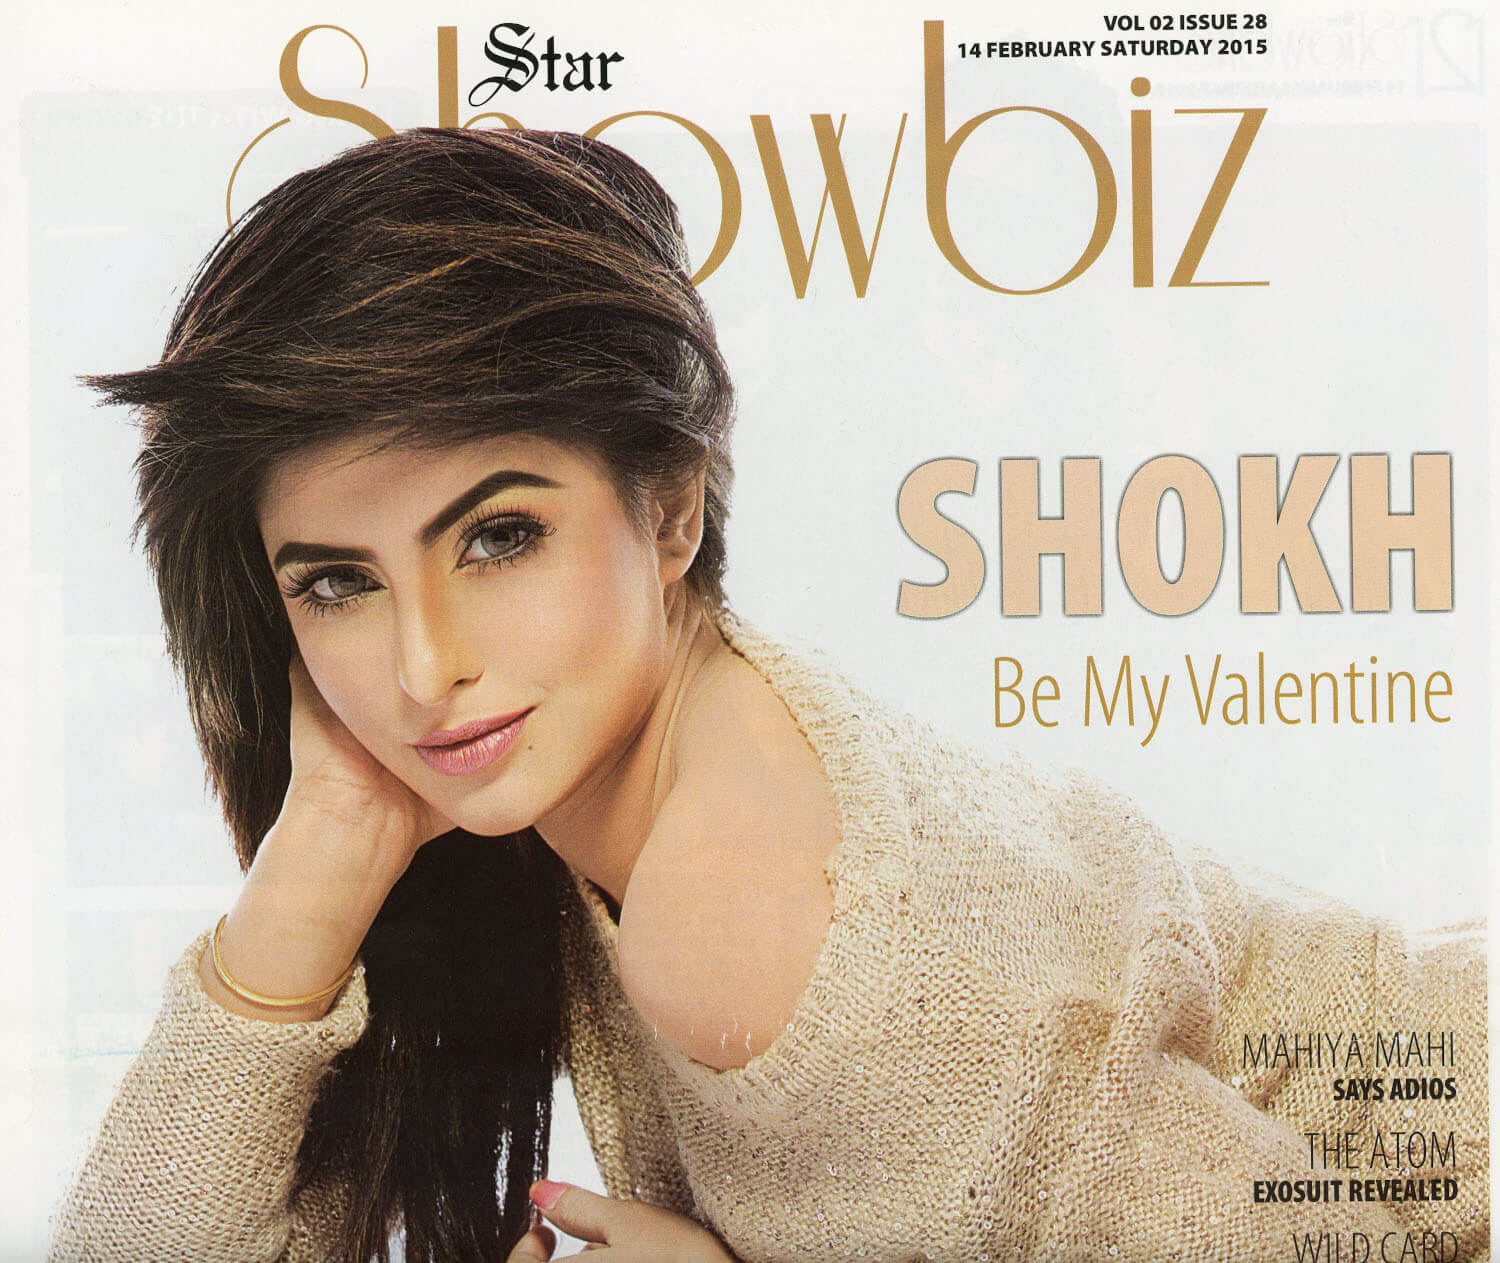 VOL 02 ISSUE 28
14 FEBRUARY SATURDAY 2015
Star
Showbiz
SHOKH
Be My Valentine
MAHIYA MAHI
SAYS ADIOS
THE ATOM
EXOSUIT REVEALED
WILD CARD